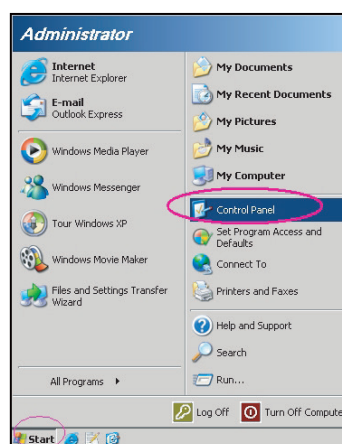 Administrator
Internet
Internet Explorer
E-mail
Outlook Express
Windows Media Player
Windows Messenger
Tour Windows XP
Windows Movie Maker
Files and Settings Transfer
Wizard
All Programs
My Documents
My Recent Documents
My Pictures
My Music
My Computer
Control Panel
Set Program Access and
Defaults
Connect To
Printers and Faxes
Help and Support
Search
Run...
Log Off
Turn Off Compute
Start